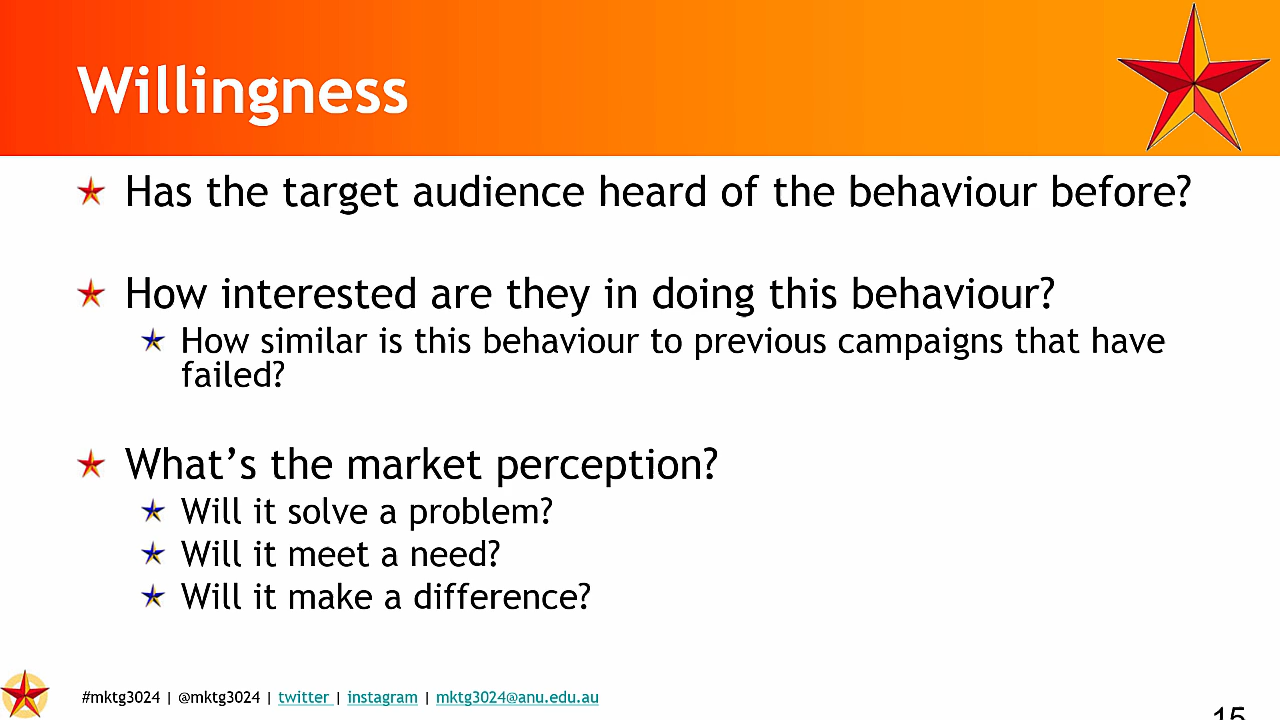 Willingness
Has the target audience heard of the behaviour before?
How interested are they in doing this behaviour?
How similar is this behaviour to previous campaigns that have
failed?
What’s the market perception?
Will it solve a problem?
Will it meet a need?
Will it make a difference?
#mktg3024 | @mktg3024 | twitter | instagram | mktg3024@anu.edu.au
15